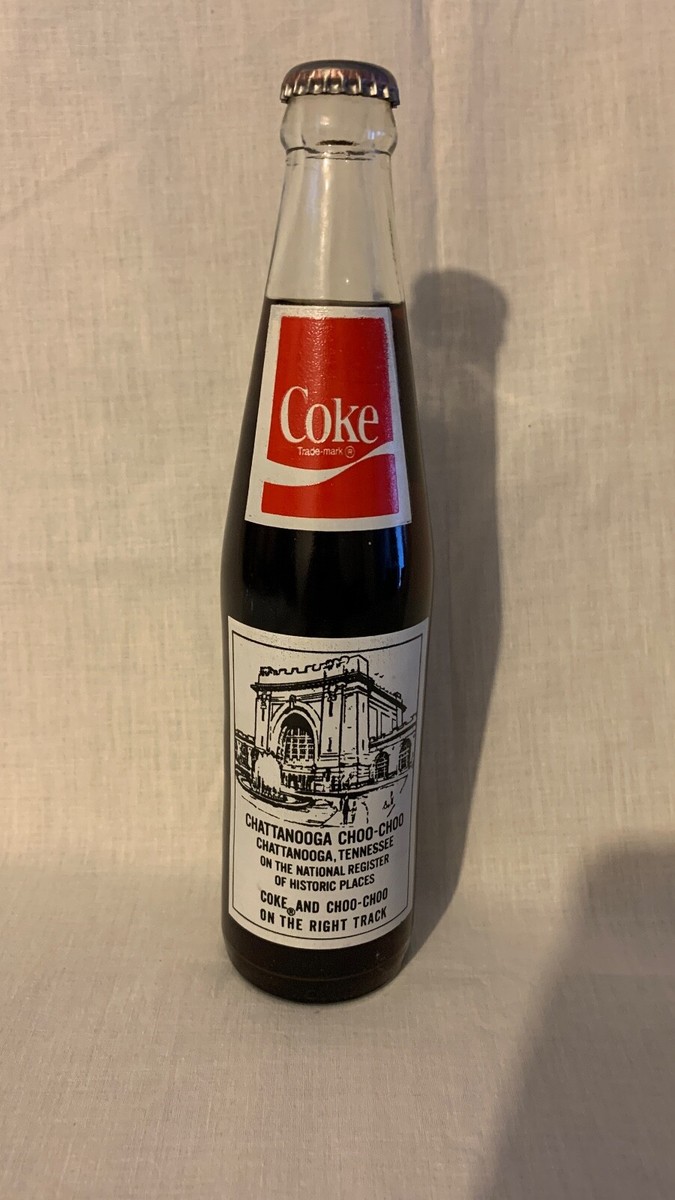 Coke
Trade-mark ®
CHATTANOOGA CHOO-CHOO
CHATTANOOGA, TENNESSEE
ON THE NATIONAL REGISTER
OF HISTORIC PLACES
COKE® AND CHOO-CHOO
ON THE RIGHT TRACK